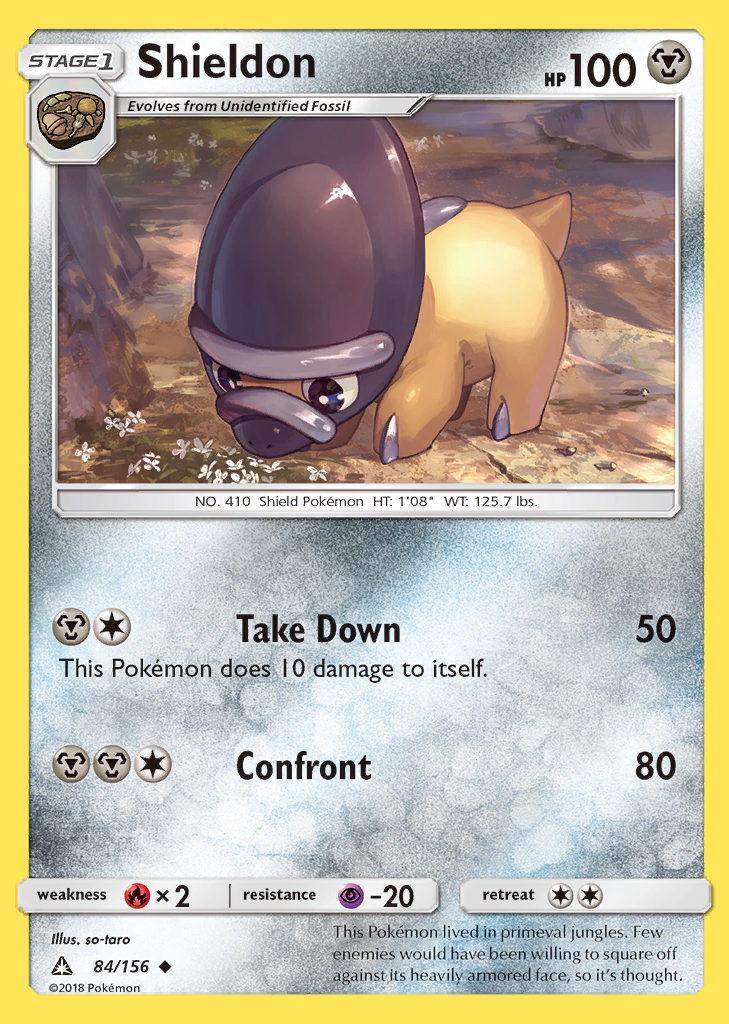 STAGE1
Shieldon
HP 100
Evolves from Unidentified Fossil
NO. 410 Shield Pokémon HT: 1'08" WT: 125.7 lbs.
Take Down 50
This Pokémon does 10 damage to itself.
Confront 80
weakness ×2 resistance -20 retreat
Illus. so-taro
84/156
©2018 Pokémon
This Pokémon lived in primeval jungles. Few
enemies would have been willing to square off
against its heavily armored face, so it's thought.